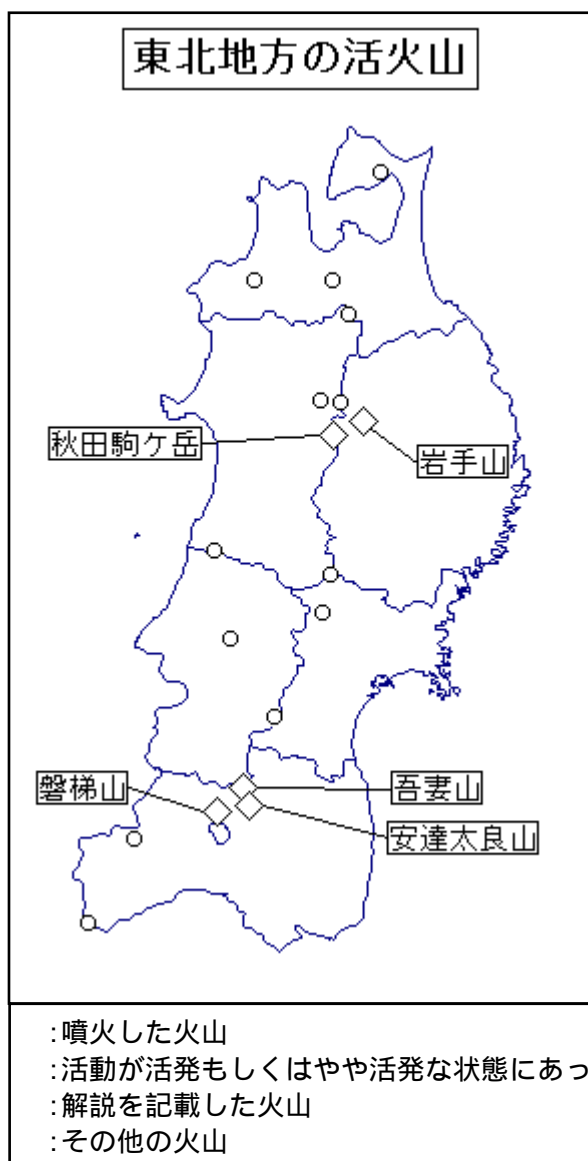 東北地方の活火山
秋田駒ケ岳
岩手山
磐梯山
吾妻山
安達太良山
:噴火した火山
:活動が活発もしくはやや活発な状態にあっ
:解説を記載した火山
:その他の火山